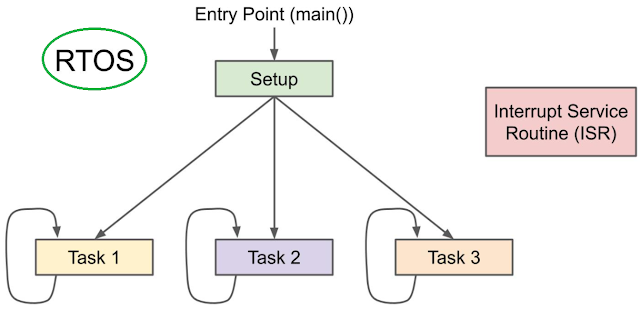 Entry Point (main())
RTOS
Setup
Interrupt Service
Routine (ISR)
Task 1
Task 2
Task 3